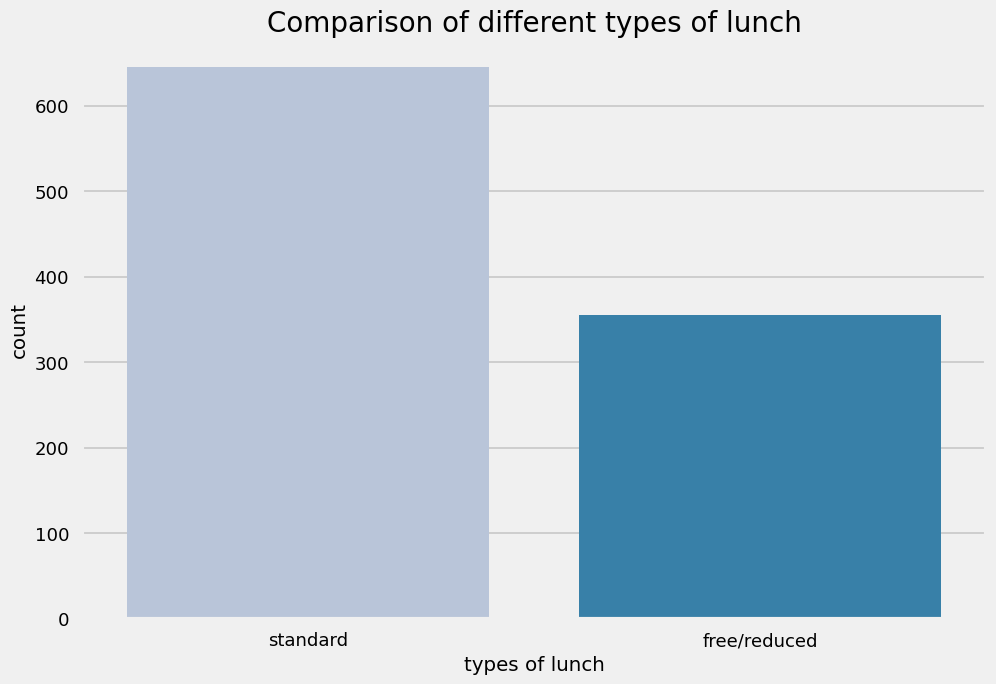 Comparison of different types of lunch
600
500
400
300
200
100
0
count
standard
free/reduced
types of lunch